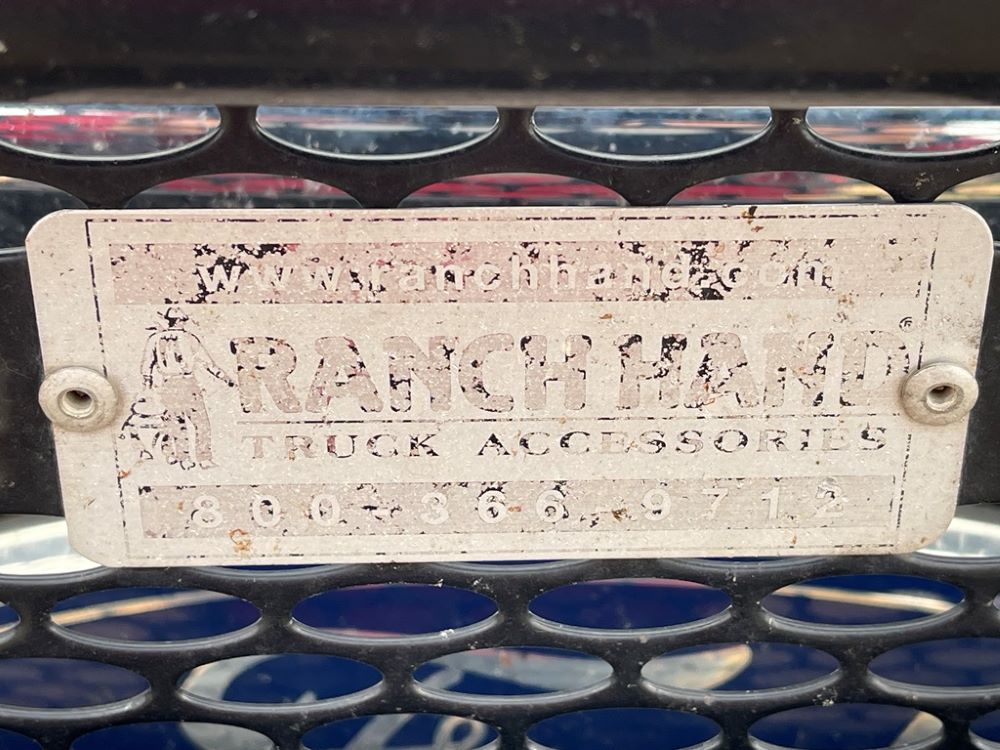 www.ranchhand.com
RANCH HAND®
TRUCK ACCESSORIES
800-366-9712